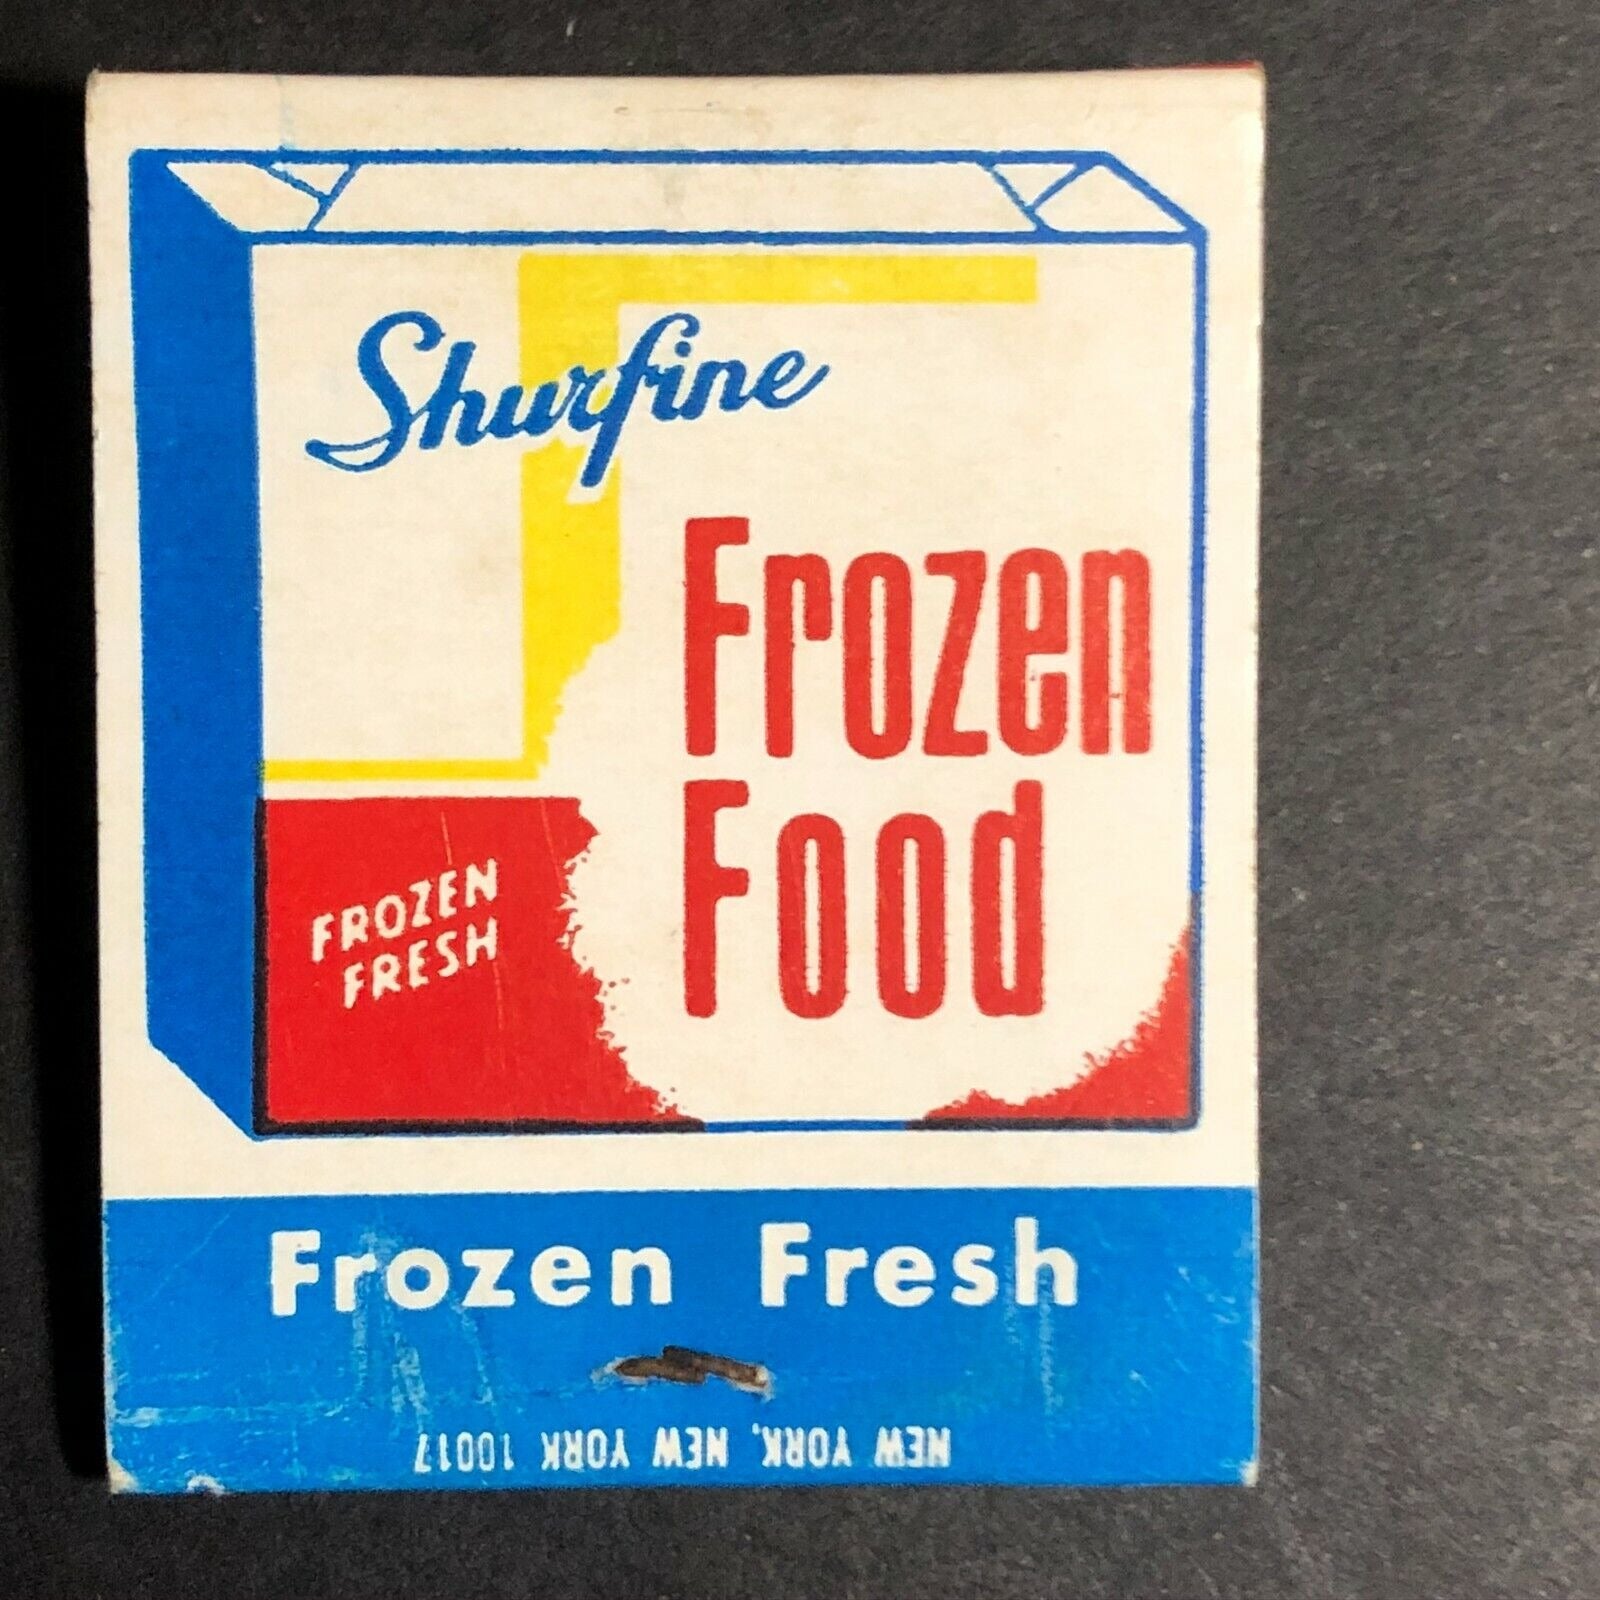 Shurfine
Frozen
Food
FROZEN
FRESH
Frozen Fresh
NEW YORK, NEW YORK 10017